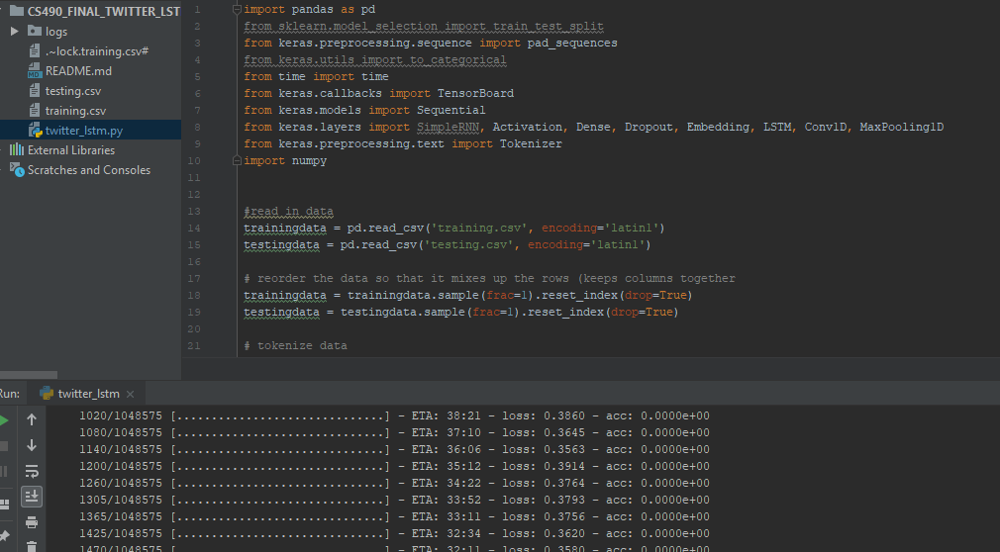 CS490_FINAL_TWITTER_LST
logs
.~lock.training.csv#
README.md
testing.csv
training.csv
twitter_lstm.py
External Libraries
Scratches and Consoles
1 import pandas as pd
2 from sklearn.model_selection import train_test_split
3 from keras.preprocessing.sequence import pad_sequences
4 from keras.utils import to_categorical
5 from time import time
6 from keras.callbacks import TensorBoard
7 from keras.models import Sequential
8 from keras.layers import SimpleRNN, Activation, Dense, Dropout, Embedding, LSTM, Conv1D, MaxPooling1D
9 from keras.preprocessing.text import Tokenizer
10 import numpy
11
12
13 #read in data
14 trainingdata = pd.read_csv('training.csv', encoding='latin1')
15 testingdata = pd.read_csv('testing.csv', encoding='latin1')
16
17 # reorder the data so that it mixes up the rows (keeps columns together
18 trainingdata = trainingdata.sample(frac=1).reset_index(drop=True)
19 testingdata = testingdata.sample(frac=1).reset_index(drop=True)
20
21 # tokenize data
Run: twitter_lstm
1020/1048575 [..............................] - ETA: 38:21 - loss: 0.3860 - acc: 0.0000e+00
1080/1048575 [..............................] - ETA: 37:10 - loss: 0.3645 - acc: 0.0000e+00
1140/1048575 [..............................] - ETA: 36:06 - loss: 0.3563 - acc: 0.0000e+00
1200/1048575 [..............................] - ETA: 35:12 - loss: 0.3914 - acc: 0.0000e+00
1260/1048575 [..............................] - ETA: 34:22 - loss: 0.3764 - acc: 0.0000e+00
1305/1048575 [..............................] - ETA: 33:52 - loss: 0.3793 - acc: 0.0000e+00
1365/1048575 [..............................] - ETA: 33:11 - loss: 0.3756 - acc: 0.0000e+00
1425/1048575 [..............................] - ETA: 32:34 - loss: 0.3620 - acc: 0.0000e+00
1470/1048575 [..............................] - ETA: 32:11 - loss: 0.3580 - acc: 0.0000e+00